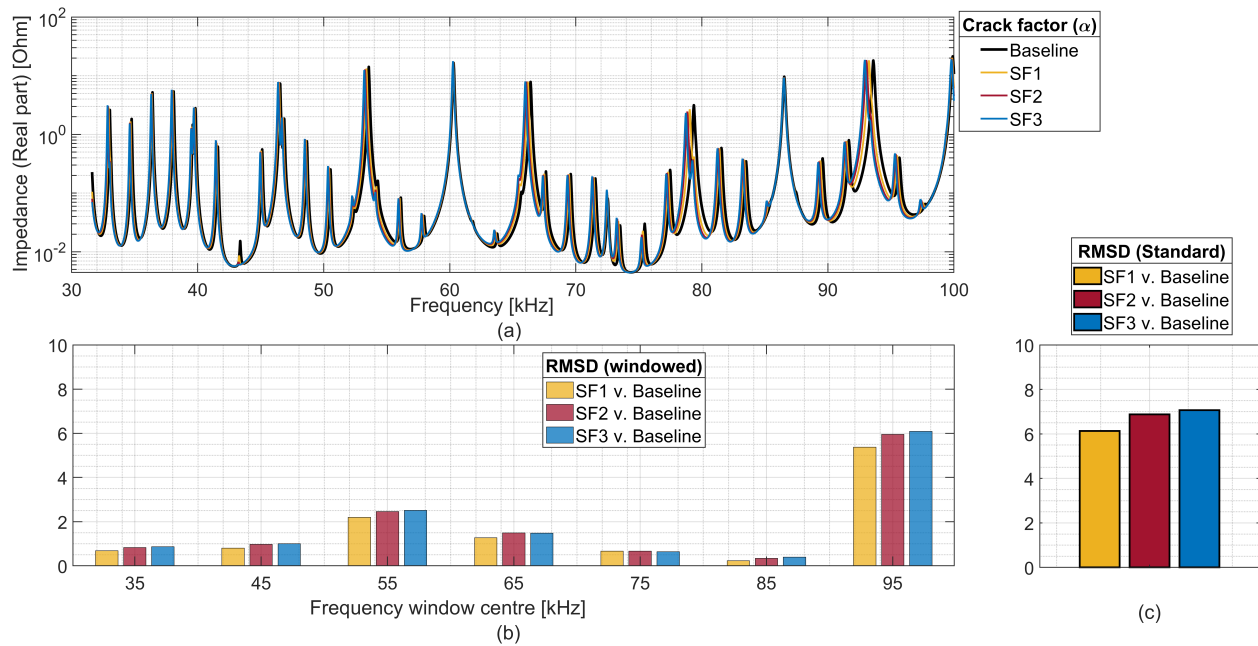 Impedance (Real part) [Ohm]
10²
10⁰
10⁻²
30 40 50 60 70 80 90 100
Frequency [kHz]
(a)
Crack factor (α)
Baseline
SF1
SF2
SF3
RMSD (windowed)
SF1 v. Baseline
SF2 v. Baseline
SF3 v. Baseline
10
8
6
4
2
0
35 45 55 65 75 85 95
Frequency window centre [kHz]
(b)
RMSD (Standard)
SF1 v. Baseline
SF2 v. Baseline
SF3 v. Baseline
10
8
6
4
2
0
(c)